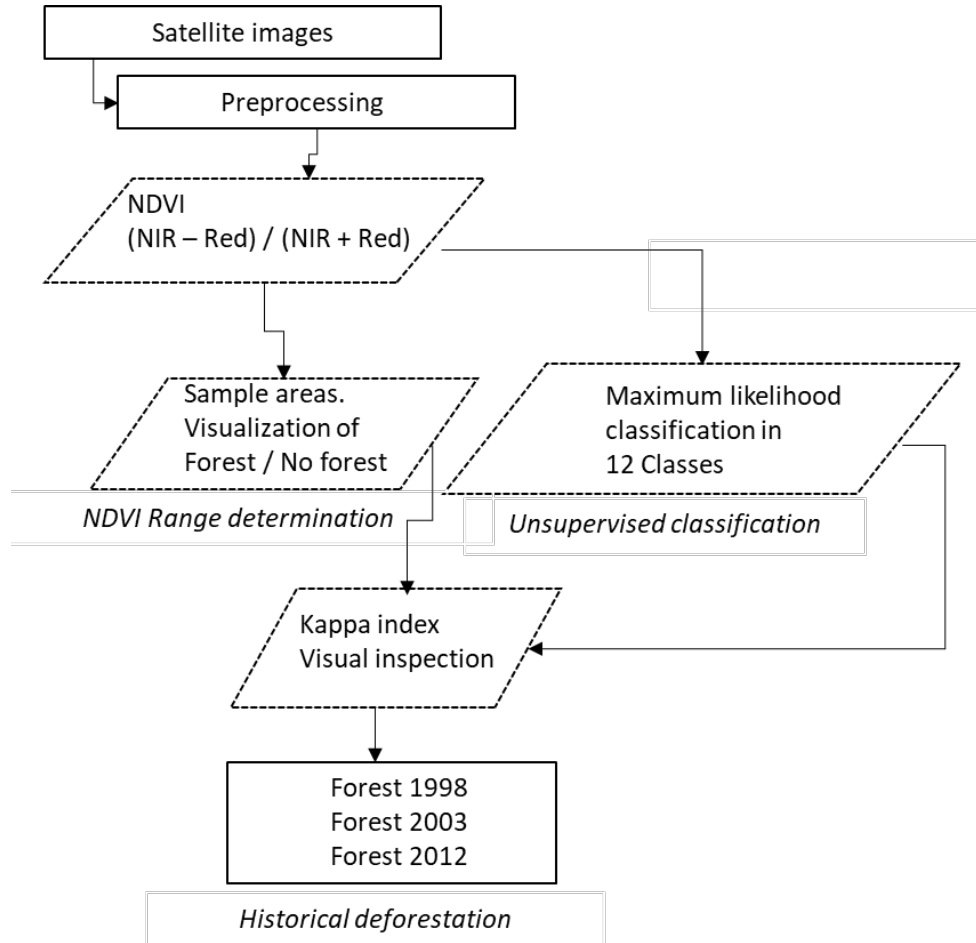 Satellite images
Preprocessing
NDVI
(NIR – Red) / (NIR + Red)
Sample areas.
Visualization of
Forest / No forest
NDVI Range determination
Maximum likelihood
classification in
12 Classes
Unsupervised classification
Kappa index
Visual inspection
Forest 1998
Forest 2003
Forest 2012
Historical deforestation